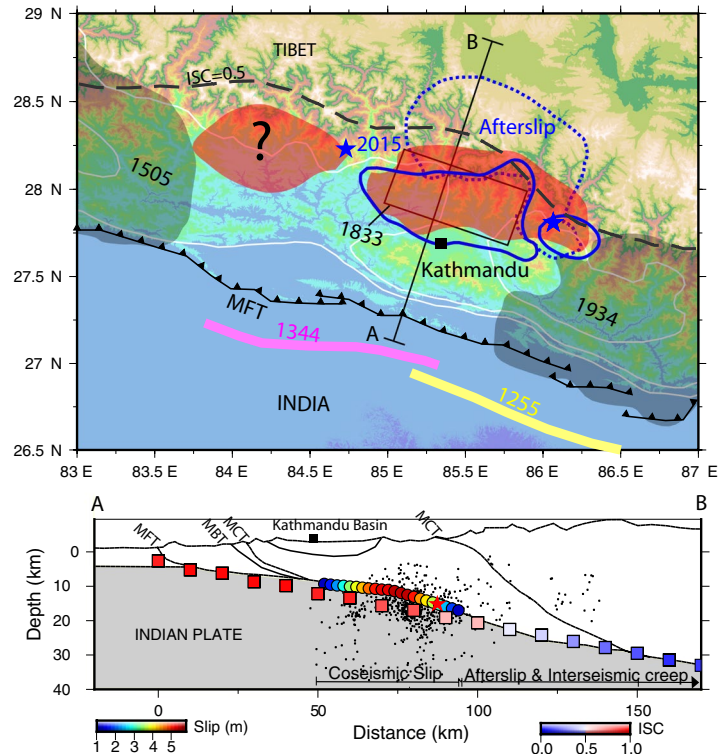 29 N
28.5 N
28 N
27.5 N
27 N
26.5 N
TIBET
B
ISC=0.5
Afterslip
?
2015
1505
1833
Kathmandu
MFT
1934
1344
A
1255
INDIA
83 E 83.5 E 84 E 84.5 E 85 E 85.5 E 86 E 86.5 E 87 E
A B
MFT MBT MCT Kathmandu Basin MCT
Depth (km)
0
10
20
30
40
INDIAN PLATE
Coseismic Slip Afterslip & Interseismic creep
0 50 100 150
Slip (m)
1 2 3 4 5
Distance (km)
ISC
0.0 0.5 1.0